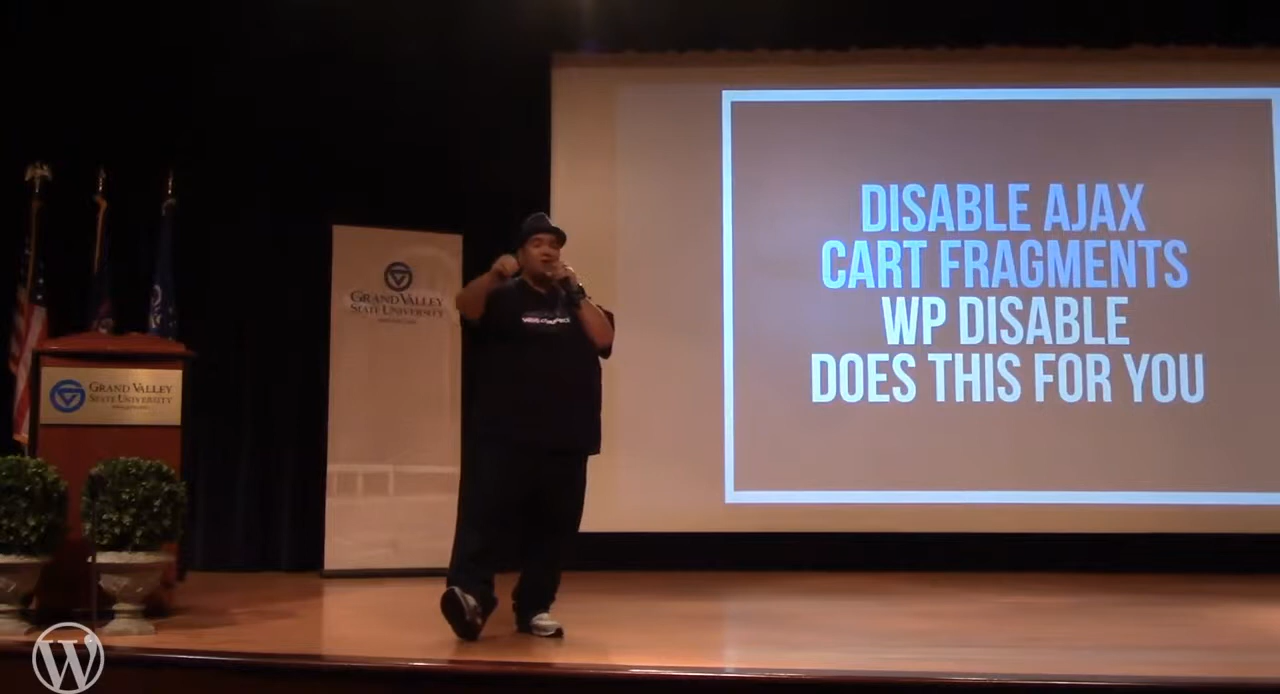 DISABLE AJAX
CART FRAGMENTS
WP DISABLE
DOES THIS FOR YOU
GRAND VALLEY
STATE UNIVERSITY
GRAND VALLEY
STATE UNIVERSITY
W